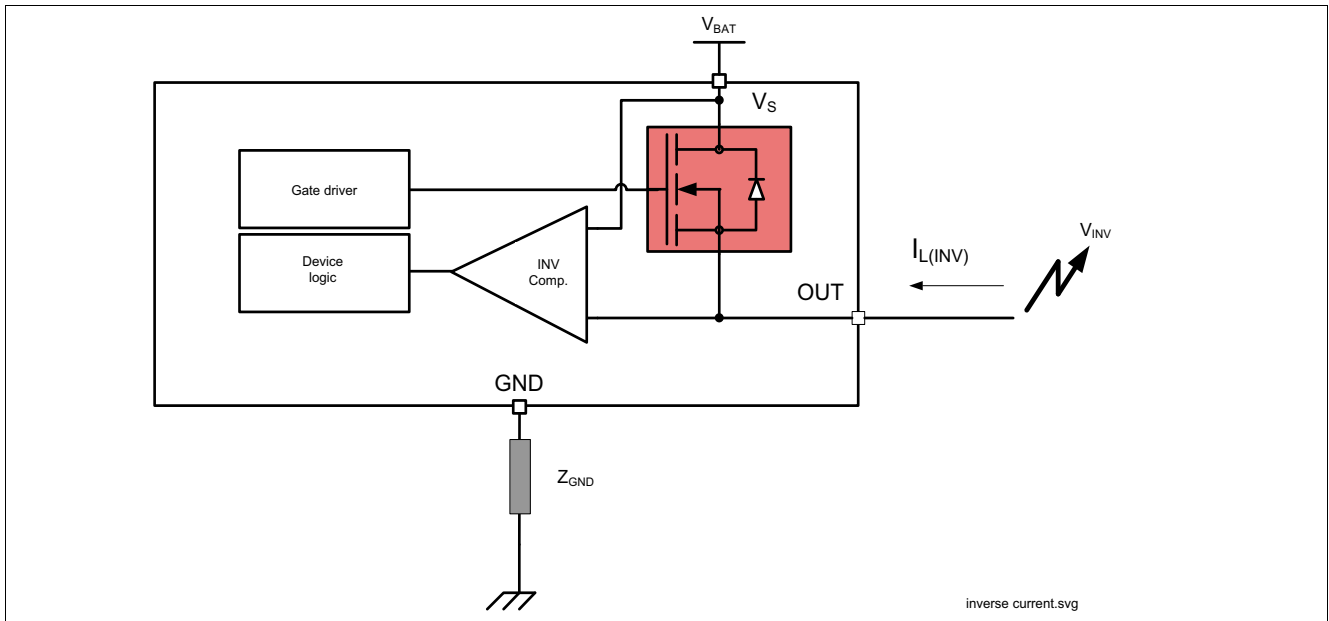 VBAT
VS
Gate driver
Device
logic
INV
Comp.
VINV
IL(INV)
OUT
GND
ZGND
inverse current.svg